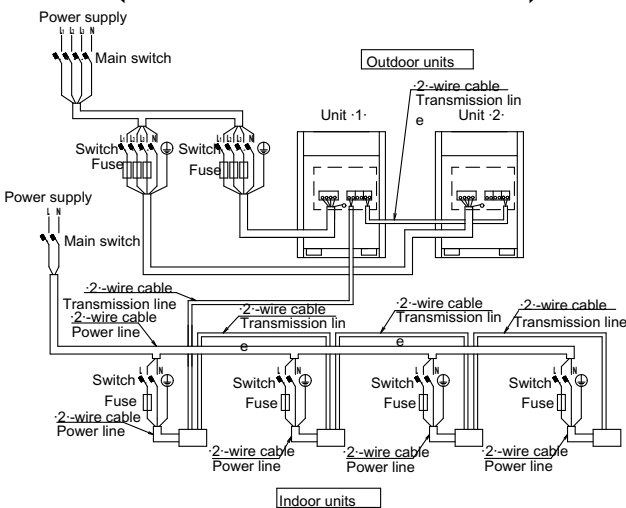 Power supply
L₁ L₂ L₃ N
Main switch
Outdoor units
·2·-wire cable
Transmission lin
e
Unit ·1·
Unit ·2·
L₁ L₂ L₃ N
Switch
Fuse
L₁ L₂ L₃ N
Switch
Fuse
Power supply
L N
Main switch
·2·-wire cable
Transmission line
·2·-wire cable
Power line
·2·-wire cable
Transmission lin
e
·2·-wire cable
Transmission lin
e
·2·-wire cable
Transmission line
L N
Switch
Fuse
L N
Switch
Fuse
L N
Switch
Fuse
L N
Switch
Fuse
·2·-wire cable
Power line
·2·-wire cable
Power line
·2·-wire cable
Power line
·2·-wire cable
Power line
Indoor units